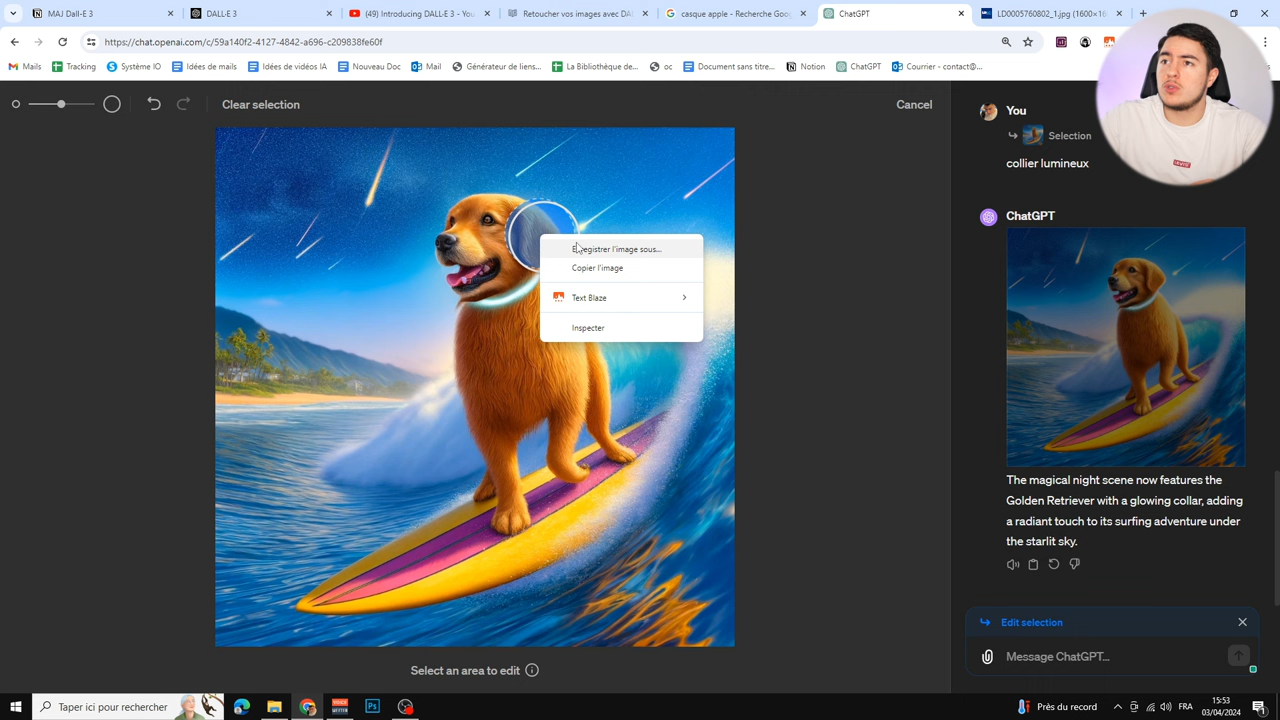 MAJ Dall-E 3
DALL·E 3
(49) Introducing DALL·E 3 - You
Retoucher vos images avec DA
casque apple - Recherche Goog
ChatGPT
LD0005760802_1.jpg (1600×16
https://chat.openai.com/c/59a140f2-4127-4842-a696-c209838fe60f
Mails
Tracking
Système IO
Idées de mails
Idées de vidéos IA
Nouveau Doc
Mail
Générateur de liens...
La Bibliothèque de...
oc
Document sans titre...
Notion
ChatGPT
Courrier - contact@...
Clear selection
Cancel
You
Selection
collier lumineux
ChatGPT
Enregistrer l'image sous...
Copier l'image
Text Blaze
Inspecter
The magical night scene now features the
Golden Retriever with a glowing collar, adding
a radiant touch to its surfing adventure under
the starlit sky.
Edit selection
Message ChatGPT...
Select an area to edit
Taper ici pour rechercher
Ps
Près du record
FRA
15:53
03/04/2024
1